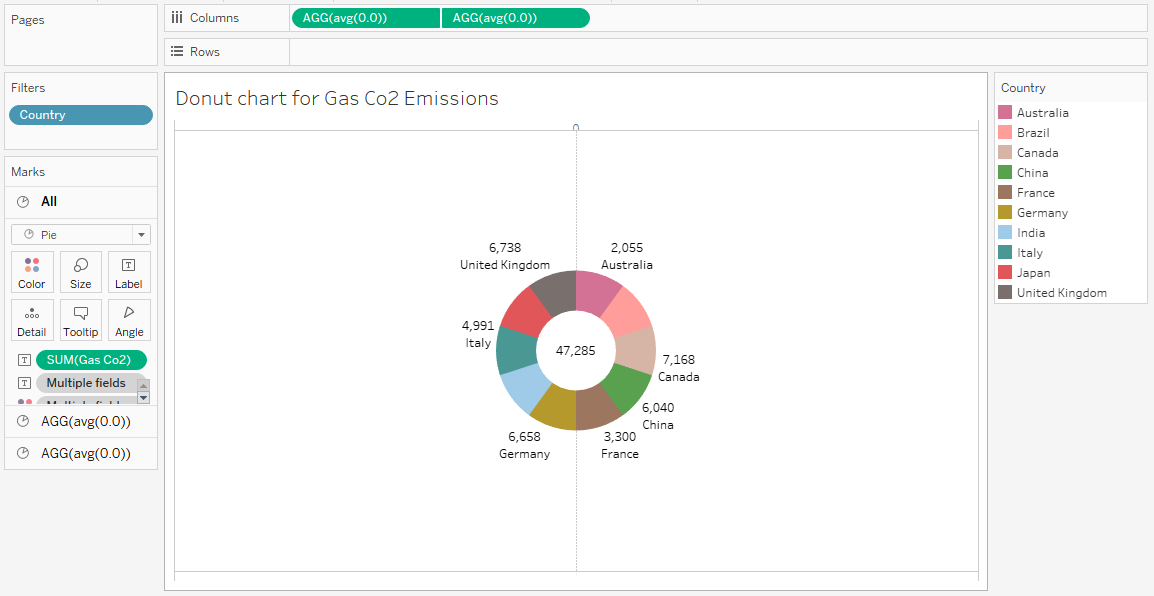 Pages
Columns
AGG(avg(0.0))
AGG(avg(0.0))
Rows
Filters
Country
Marks
All
Pie
Color
Size
Label
Detail
Tooltip
Angle
SUM(Gas Co2)
Multiple fields
AGG(avg(0.0))
AGG(avg(0.0))
Donut chart for Gas Co2 Emissions
0
6,738
United Kingdom
2,055
Australia
4,991
Italy
47,285
7,168
Canada
6,040
China
6,658
Germany
3,300
France
Country
Australia
Brazil
Canada
China
France
Germany
India
Italy
Japan
United Kingdom